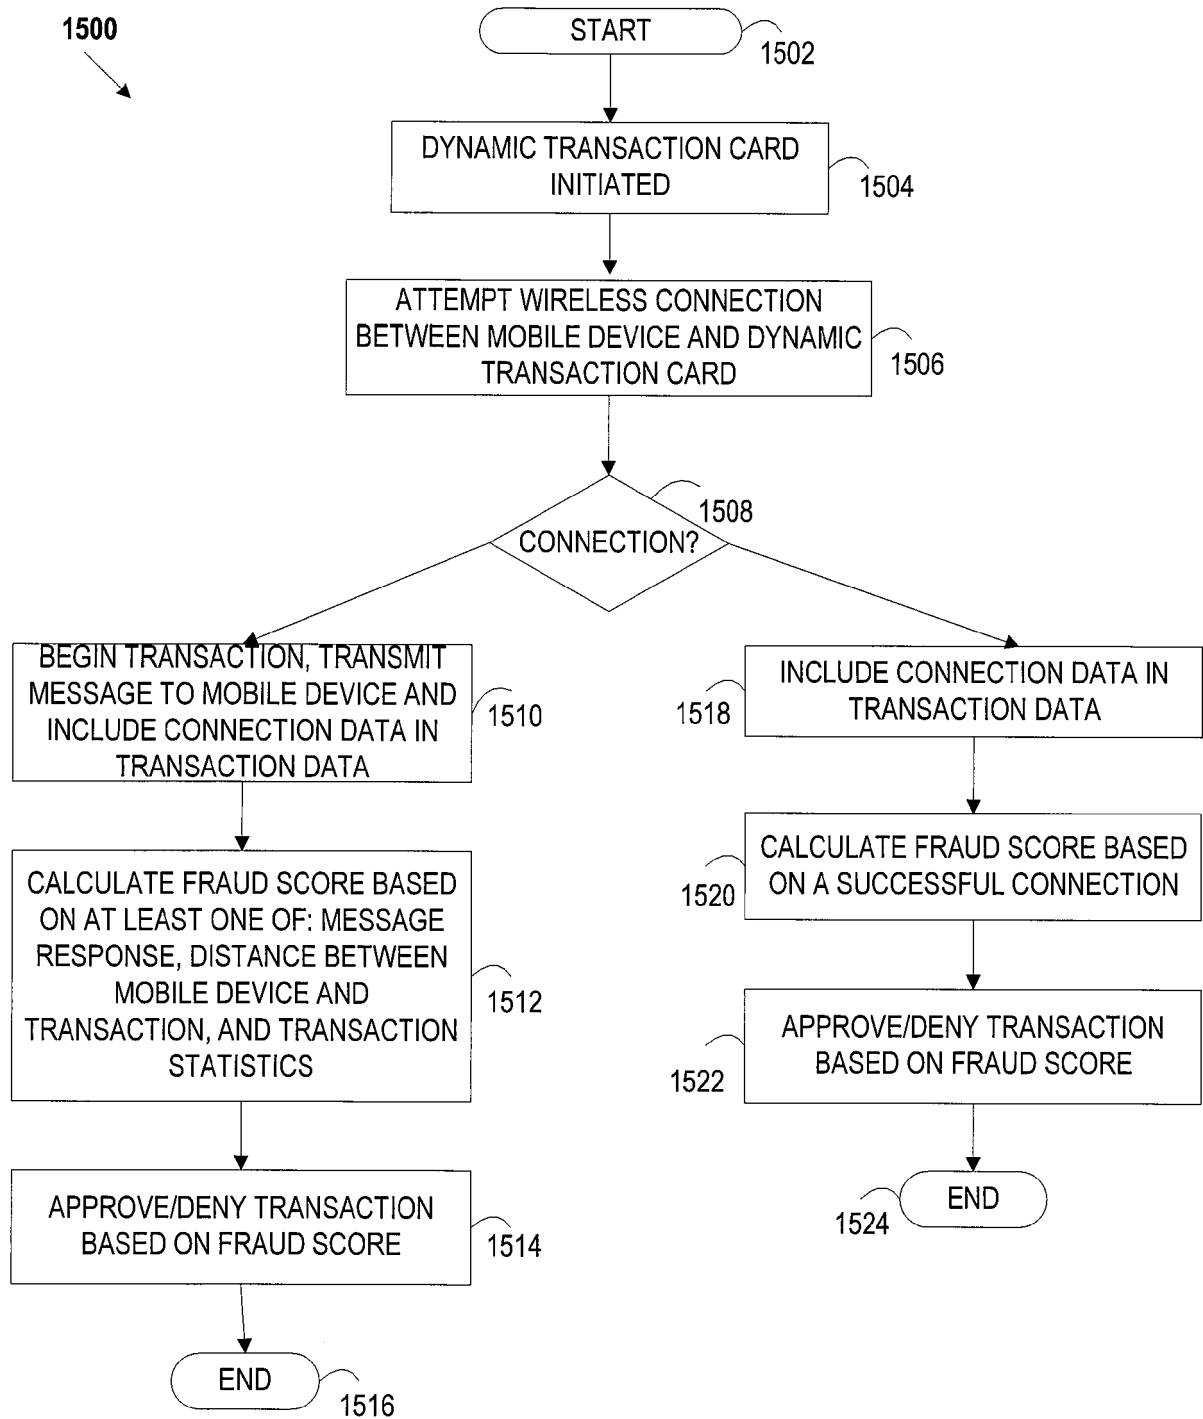 1500
START
1502
DYNAMIC TRANSACTION CARD
INITIATED
1504
ATTEMPT WIRELESS CONNECTION
BETWEEN MOBILE DEVICE AND DYNAMIC
TRANSACTION CARD
1506
CONNECTION?
1508
BEGIN TRANSACTION, TRANSMIT
MESSAGE TO MOBILE DEVICE AND
INCLUDE CONNECTION DATA IN
TRANSACTION DATA
1510
CALCULATE FRAUD SCORE BASED
ON AT LEAST ONE OF: MESSAGE
RESPONSE, DISTANCE BETWEEN
MOBILE DEVICE AND
TRANSACTION, AND TRANSACTION
STATISTICS
1512
APPROVE/DENY TRANSACTION
BASED ON FRAUD SCORE
1514
END
1516
INCLUDE CONNECTION DATA IN
TRANSACTION DATA
1518
CALCULATE FRAUD SCORE BASED
ON A SUCCESSFUL CONNECTION
1520
APPROVE/DENY TRANSACTION
BASED ON FRAUD SCORE
1522
END
1524